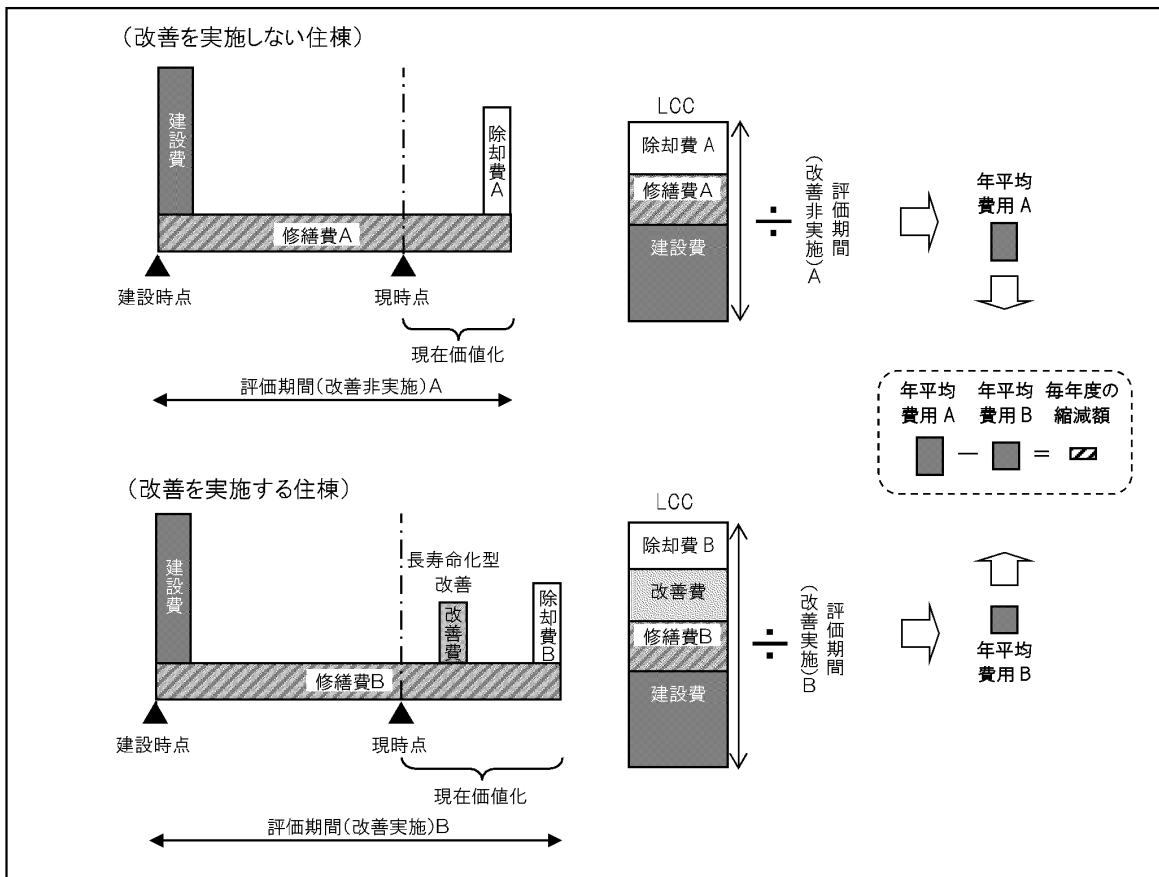 (改善を実施しない住棟)
建設費
除却費A
修繕費A
建設時点
現時点
現在価値化
評価期間(改善非実施)A
LCC
除却費 A
修繕費A
建設費
÷
評価期間
(改善非実施)A
年平均
費用 A
年平均
費用 A
年平均
費用 B
毎年度の
縮減額
− =
(改善を実施する住棟)
建設費
長寿命化型
改善
改善費
除却費B
修繕費B
建設時点
現時点
現在価値化
評価期間(改善実施)B
LCC
除却費 B
改善費
修繕費B
建設費
÷
評価期間
(改善実施)B
年平均
費用 B